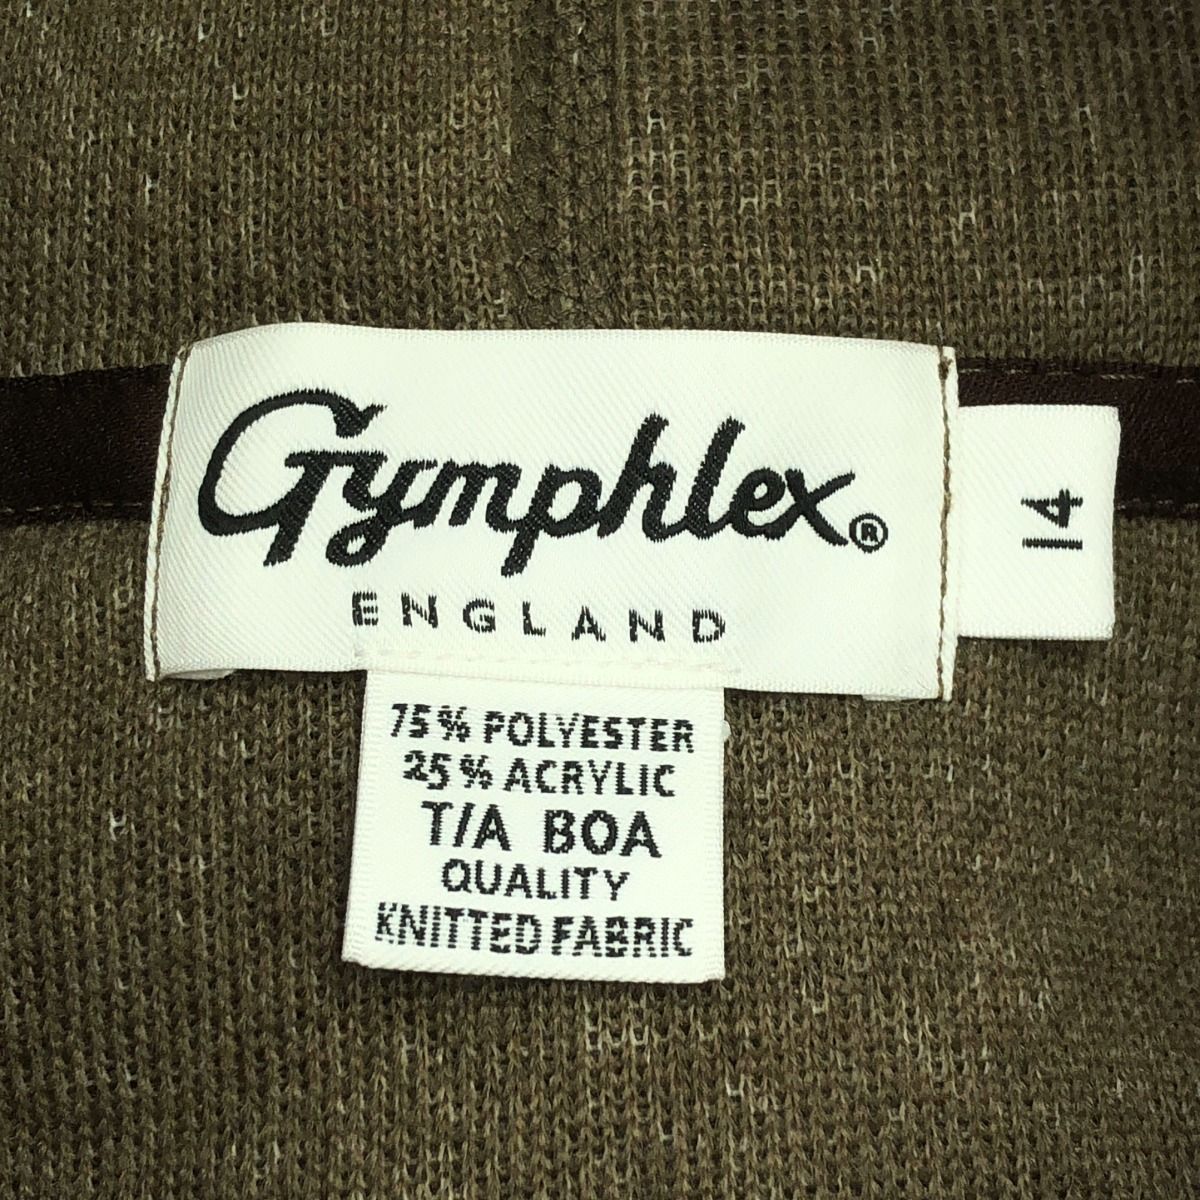 Gymphlex®
ENGLAND
14
75% POLYESTER
25% ACRYLIC
T/A BOA
QUALITY
KNITTED FABRIC